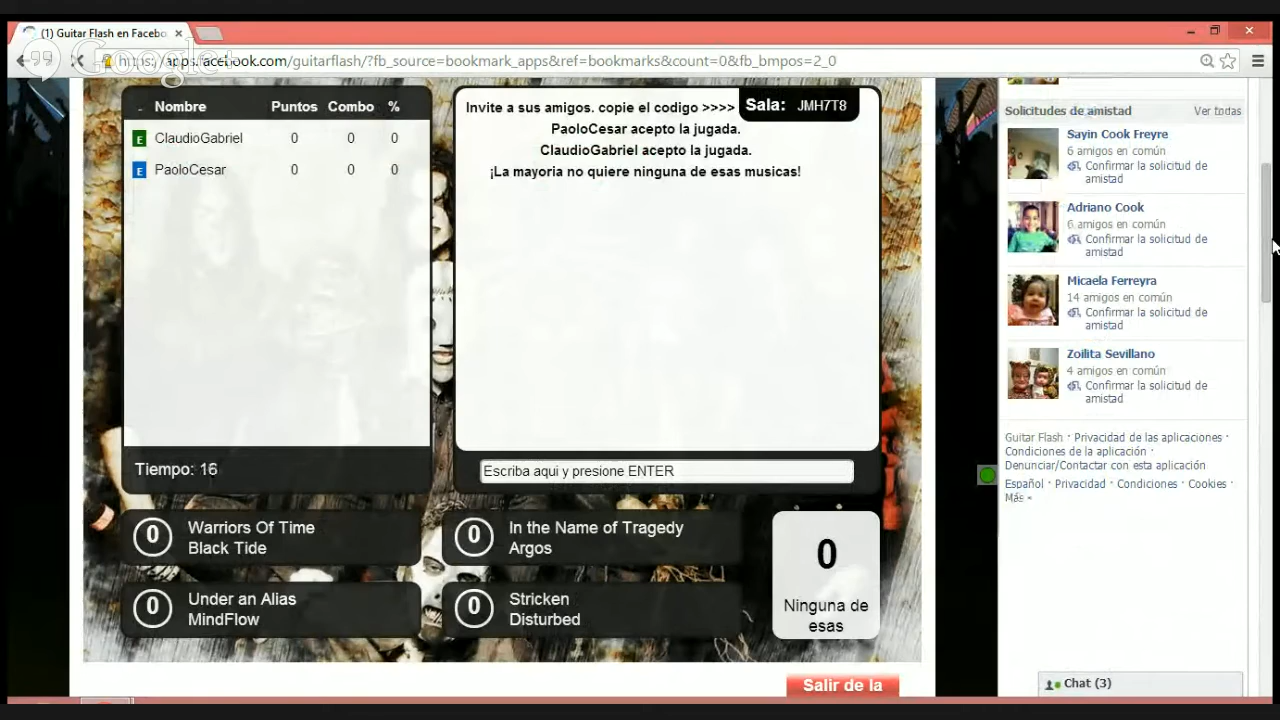 (1) Guitar Flash en Facebo
Google+
https://apps.facebook.com/guitarflash/?fb_source=bookmark_apps&ref=bookmarks&count=0&fb_bmpos=2_0
Nombre Puntos Combo %
E ClaudioGabriel 0 0 0
E PaoloCesar 0 0 0
Tiempo: 16
Invite a sus amigos. copie el codigo >>>> Sala: JMH7T8
PaoloCesar acepto la jugada.
ClaudioGabriel acepto la jugada.
¡La mayoria no quiere ninguna de esas musicas!
Escriba aqui y presione ENTER
0 Warriors Of Time
Black Tide
0 In the Name of Tragedy
Argos
0 Under an Alias
MindFlow
0 Stricken
Disturbed
0
Ninguna de
esas
Salir de la
Solicitudes de amistad Ver todas
Sayin Cook Freyre
6 amigos en común
Confirmar la solicitud de
amistad
Adriano Cook
6 amigos en común
Confirmar la solicitud de
amistad
Micaela Ferreyra
14 amigos en común
Confirmar la solicitud de
amistad
Zoilita Sevillano
4 amigos en común
Confirmar la solicitud de
amistad
Guitar Flash · Privacidad de las aplicaciones ·
Condiciones de la aplicación ·
Denunciar/Contactar con esta aplicación
Español · Privacidad · Condiciones · Cookies ·
Más
Chat (3)